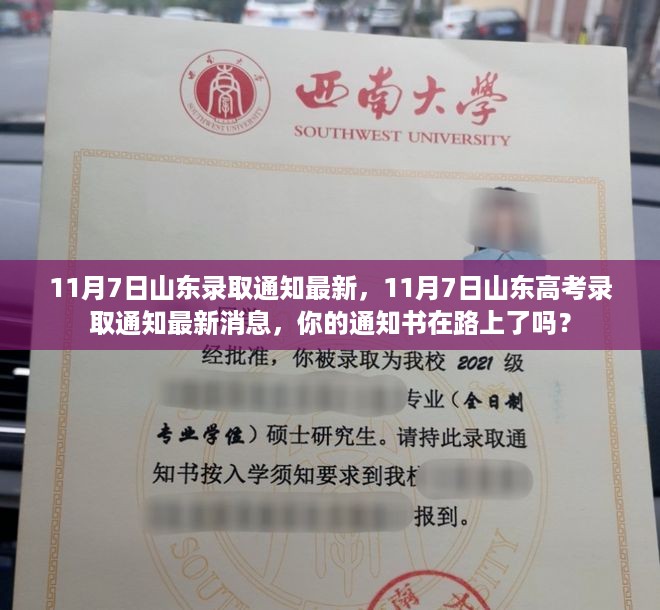 西南大学
SOUTHWEST UNIVERSITY
11月7日山东录取通知最新，11月7日山东高考录
取通知最新消息，你的通知书在路上了吗？
经批准，你被录取为我校 2021 级
专业（全日制
专业学位）硕士研究生。请持此录取通
知书按入学须知要求到我校
报到。